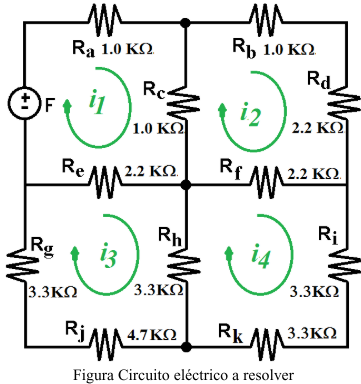 Ra 1.0 KΩ
Rb 1.0 KΩ
F
i1
Rc
1.0 KΩ
i2
Rd
2.2 KΩ
Re 2.2 KΩ
Rf 2.2 KΩ
Rg
3.3KΩ
i3
Rh
3.3KΩ
i4
Ri
3.3KΩ
Rj 4.7KΩ
Rk 3.3KΩ
Figura Circuito eléctrico a resolver